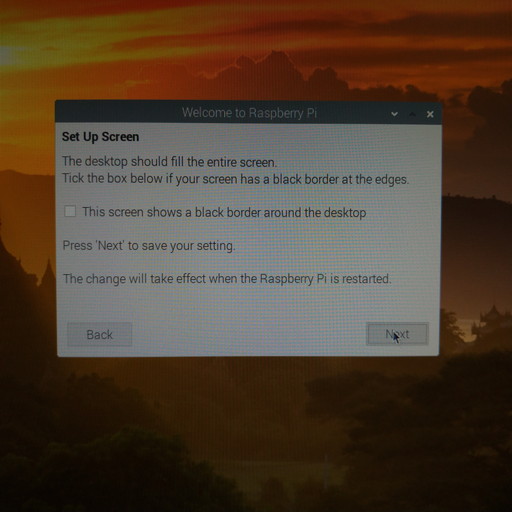 Welcome to Raspberry Pi
Set Up Screen
The desktop should fill the entire screen.
Tick the box below if your screen has a black border at the edges.
This screen shows a black border around the desktop
Press 'Next' to save your setting.
The change will take effect when the Raspberry Pi is restarted.
Back
Next